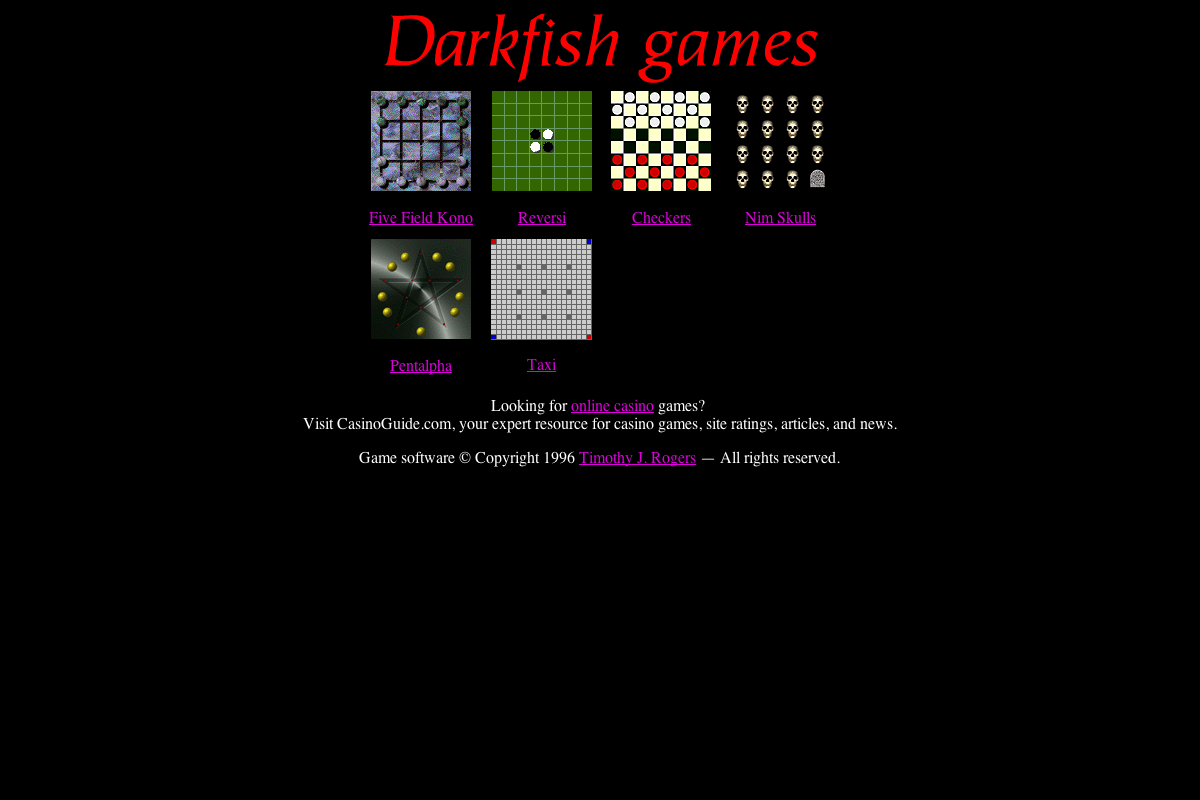 Darkfish games
Five Field Kono
Reversi
Checkers
Nim Skulls
Pentalpha
Taxi
Looking for online casino games?
Visit CasinoGuide.com, your expert resource for casino games, site ratings, articles, and news.
Game software © Copyright 1996 Timothy J. Rogers — All rights reserved.